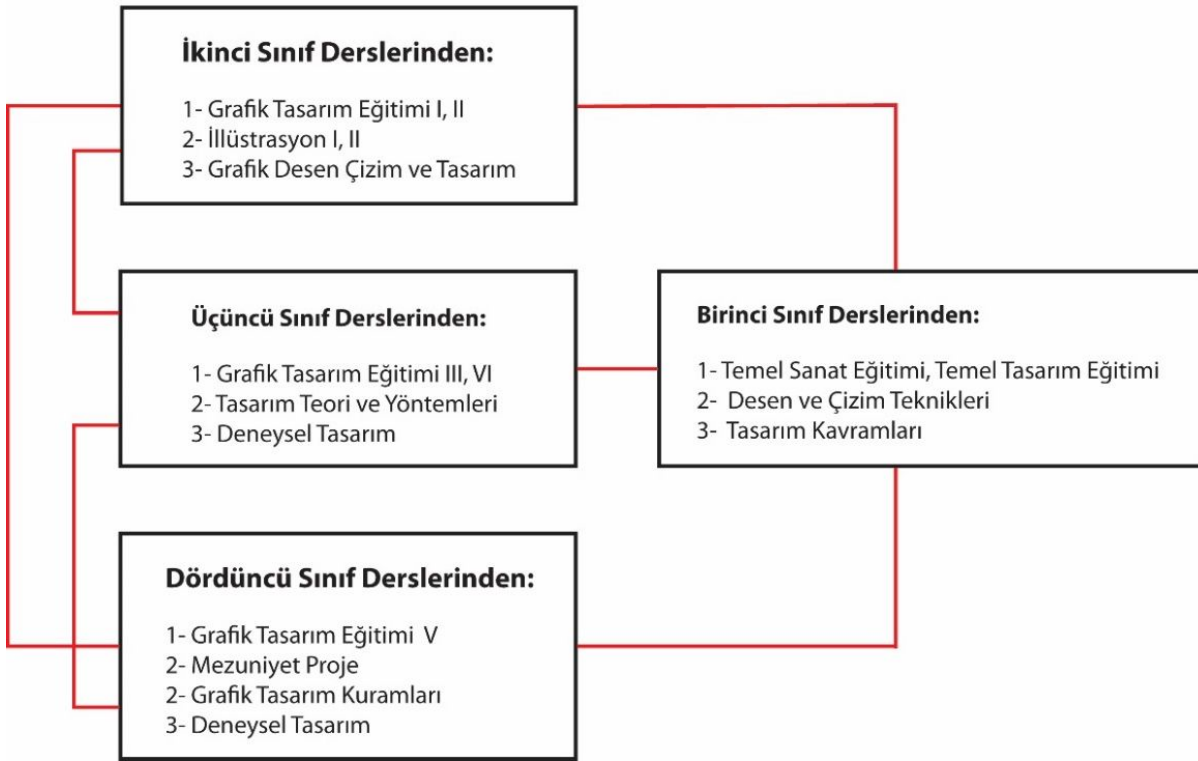 İkinci Sınıf Derslerinden:
1- Grafik Tasarım Eğitimi I, II
2- İllüstrasyon I, II
3- Grafik Desen Çizim ve Tasarım
Üçüncü Sınıf Derslerinden:
1- Grafik Tasarım Eğitimi III, VI
2- Tasarım Teori ve Yöntemleri
3- Deneysel Tasarım
Birinci Sınıf Derslerinden:
1- Temel Sanat Eğitimi, Temel Tasarım Eğitimi
2- Desen ve Çizim Teknikleri
3- Tasarım Kavramları
Dördüncü Sınıf Derslerinden:
1- Grafik Tasarım Eğitimi V
2- Mezuniyet Proje
2- Grafik Tasarım Kuramları
3- Deneysel Tasarım